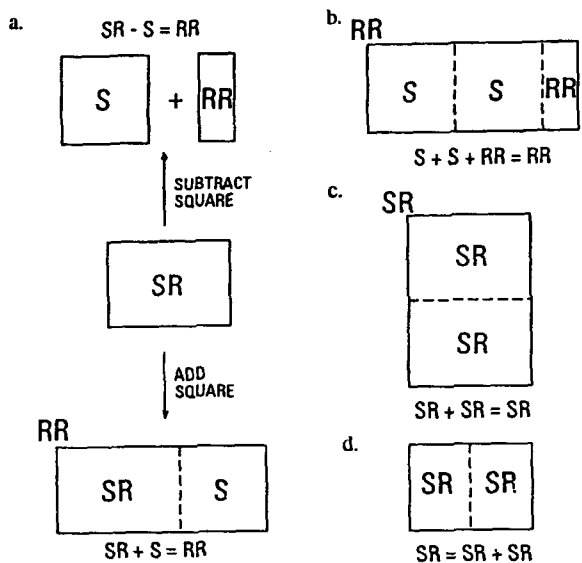 a.
SR - S = RR
S + RR
SUBTRACT
SQUARE
SR
ADD
SQUARE
RR
SR S
SR + S = RR
b.
RR
S S RR
S + S + RR = RR
c.
SR
SR
SR
SR + SR = SR
d.
SR SR
SR = SR + SR